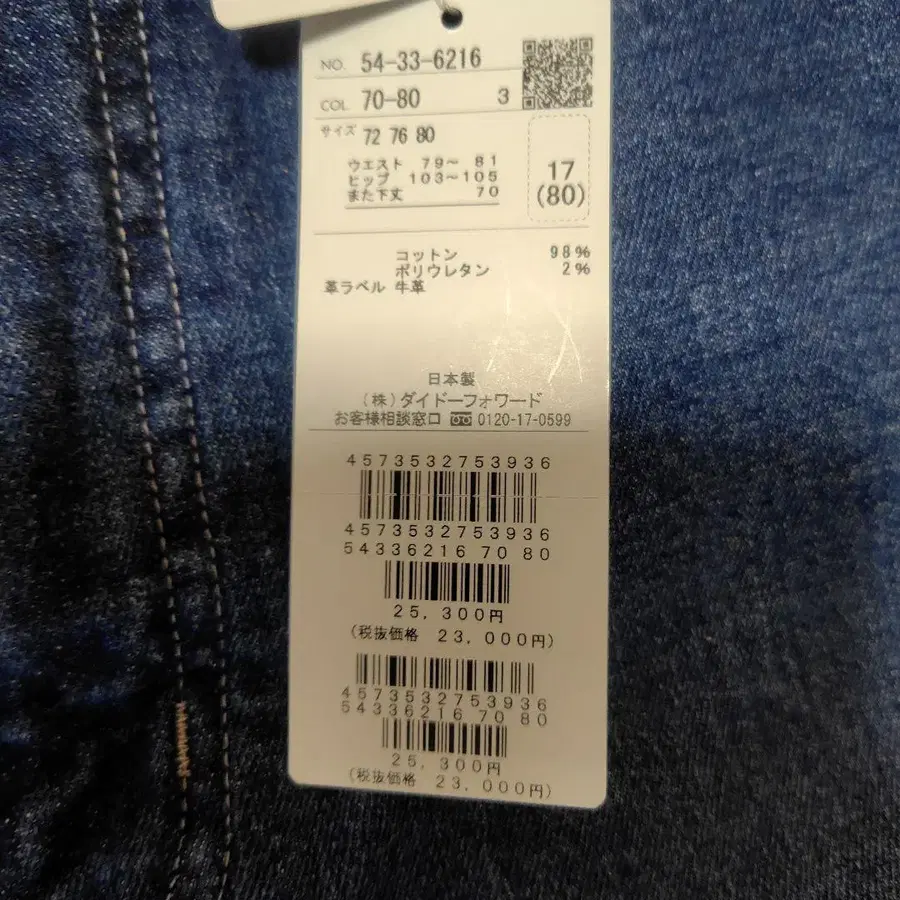 NO. 54-33-6216
COL. 70-80 3
サイズ 72 76 80
ウエスト 79～ 81
ヒップ 103～105
また下丈 70
17
(80)
コットン 98%
ポリウレタン 2%
革ラベル 牛革
日本製
(株)ダイドーフォワード
お客様相談窓口 0120-17-0599
4573532753936
4573532753936
54336216 70 80
25,300円
(税抜価格 23,000円)
4573532753936
54336216 70 80
25,300円
(税抜価格 23,000円)